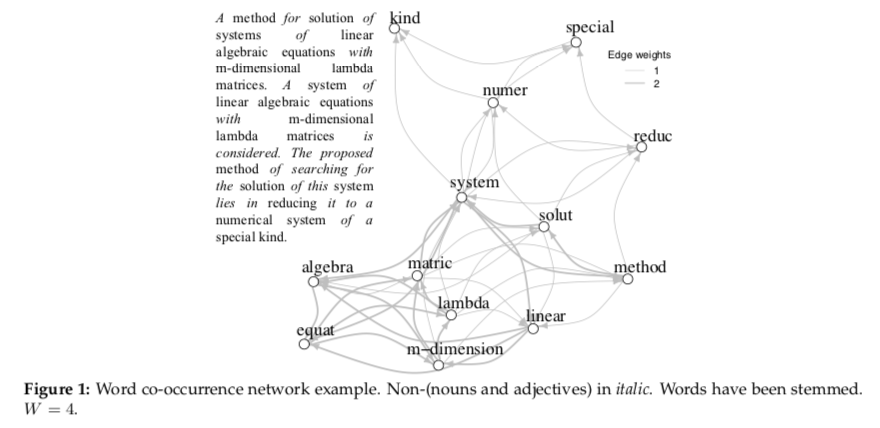 A method for solution of
systems of linear
algebraic equations with
m-dimensional lambda
matrices. A system of
linear algebraic equations
with m-dimensional
lambda matrices is
considered. The proposed
method of searching for
the solution of this system
lies in reducing it to a
numerical system of a
special kind.
kind
special
Edge weights
1
2
numer
reduc
system
solut
algebra
matric
method
lambda
linear
equat
m-dimension
Figure 1: Word co-occurrence network example. Non-(nouns and adjectives) in italic. Words have been stemmed.
W = 4.